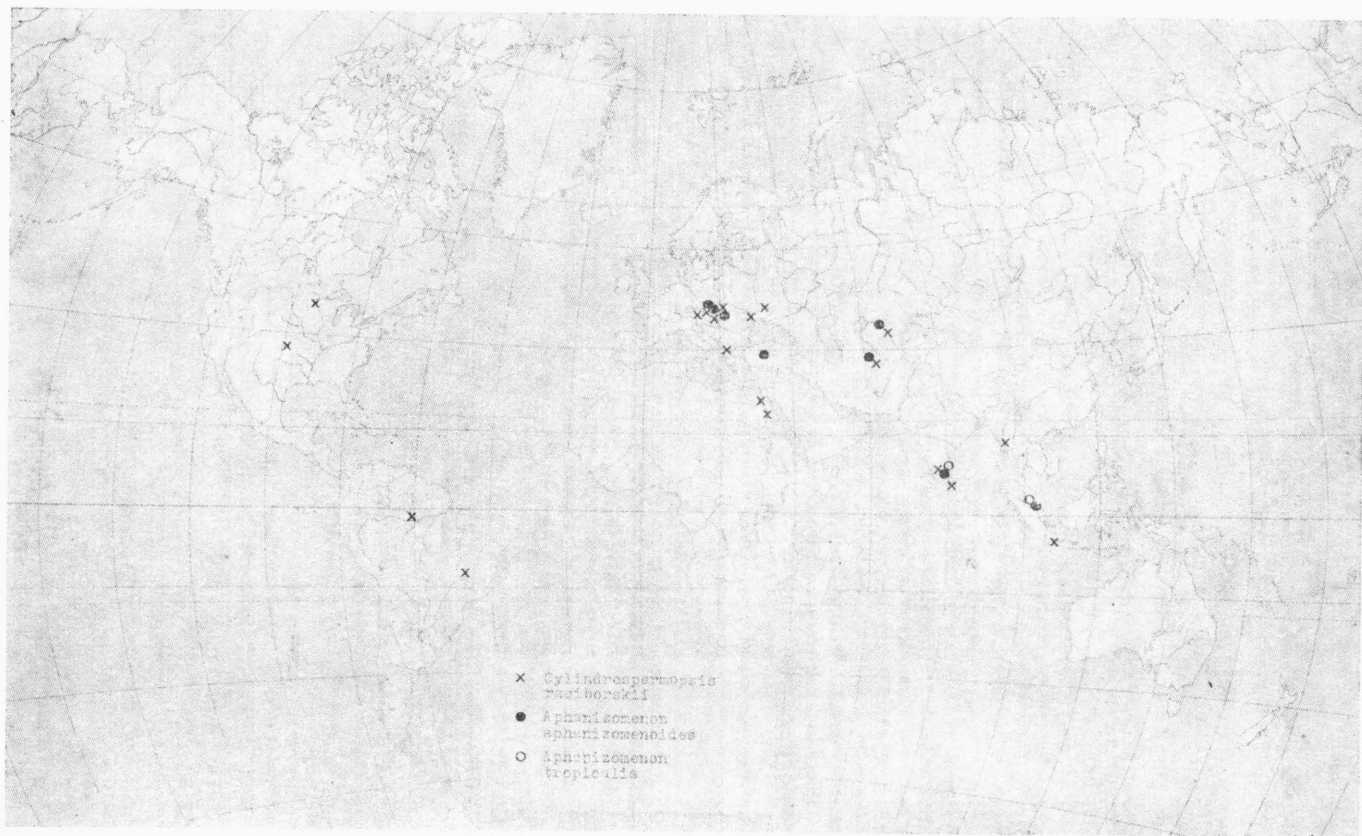 Cylindrospermopsis
raciborskii
Aphanizomenon
aphanizomenoides
Aphanizomenon
tropicalis